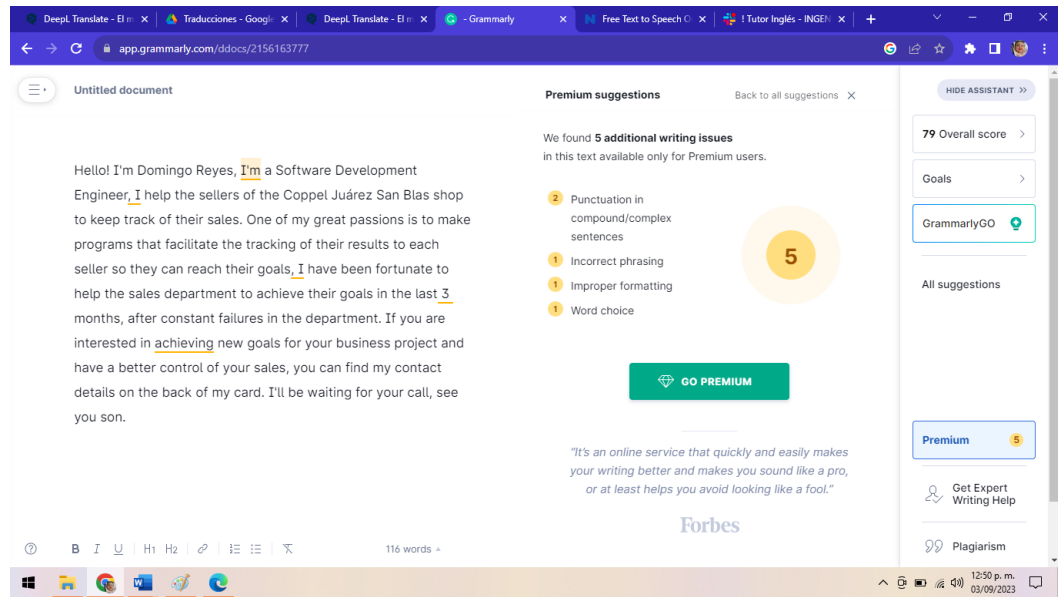 DeepL Translate - El m
Traducciones - Google
DeepL Translate - El m
- Grammarly
Free Text to Speech O
! Tutor Inglés - INGEN
app.grammarly.com/ddocs/2156163777
Untitled document
Hello! I'm Domingo Reyes, I'm a Software Development
Engineer, I help the sellers of the Coppel Juárez San Blas shop
to keep track of their sales. One of my great passions is to make
programs that facilitate the tracking of their results to each
seller so they can reach their goals, I have been fortunate to
help the sales department to achieve their goals in the last 3
months, after constant failures in the department. If you are
interested in achieving new goals for your business project and
have a better control of your sales, you can find my contact
details on the back of my card. I'll be waiting for your call, see
you son.
B I U H1 H2
116 words
Premium suggestions
Back to all suggestions
We found 5 additional writing issues
in this text available only for Premium users.
2 Punctuation in
compound/complex
sentences
1 Incorrect phrasing
1 Improper formatting
1 Word choice
5
GO PREMIUM
"It's an online service that quickly and easily makes
your writing better and makes you sound like a pro,
or at least helps you avoid looking like a fool."
Forbes
HIDE ASSISTANT
79 Overall score
Goals
GrammarlyGO
All suggestions
Premium 5
Get Expert
Writing Help
Plagiarism
12:50 p. m.
03/09/2023